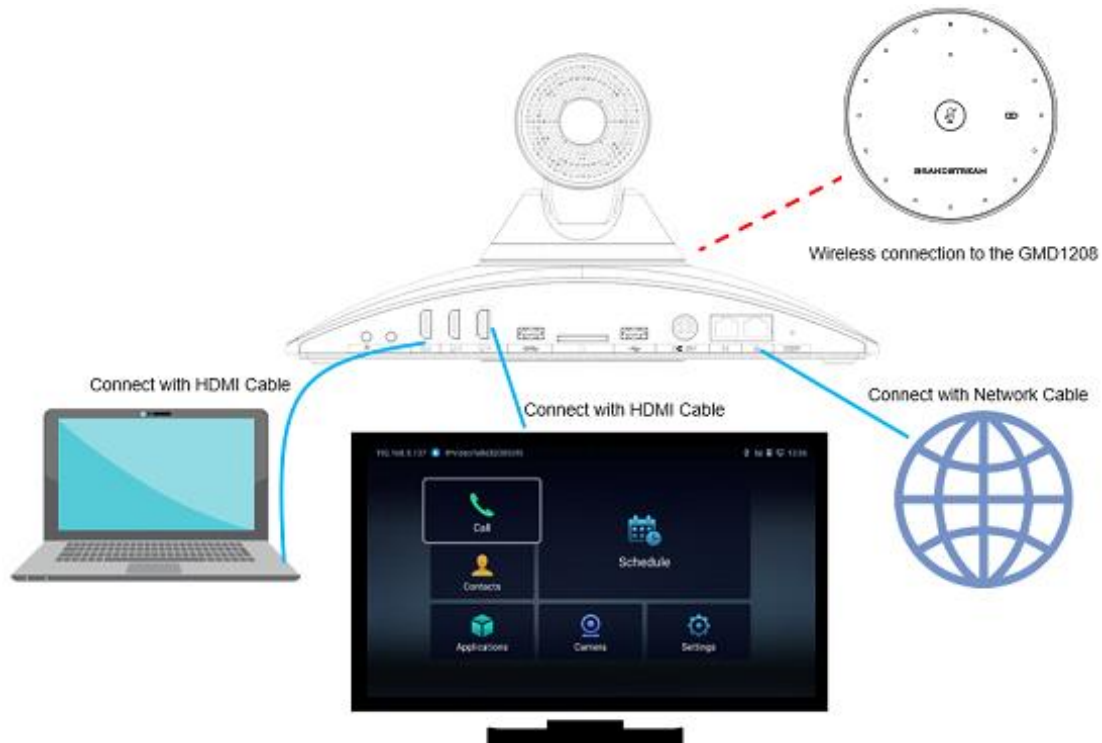 GRANDSTREAM
Wireless connection to the GMD1208
Connect with HDMI Cable
Connect with HDMI Cable
Connect with Network Cable
Call
Schedule
Contacts
Applications
Camera
Settings